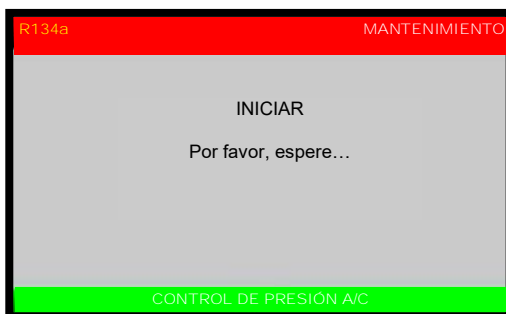 R134a MANTENIMIENTO
INICIAR
Por favor, espere…
CONTROL DE PRESIÓN A/C